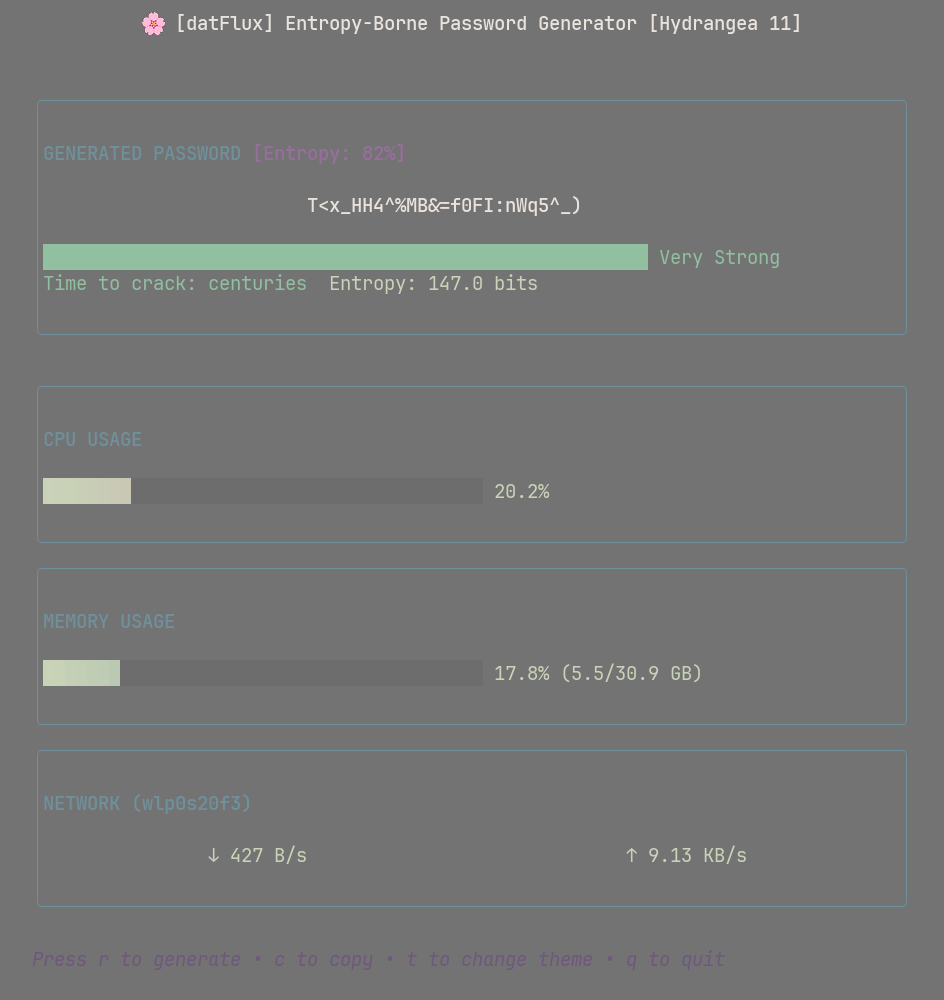 🌸 [datFlux] Entropy-Borne Password Generator [Hydrangea 11]
GENERATED PASSWORD [Entropy: 82%]
T<x_HH4^%MB&=f0FI:nWq5^_)
Very Strong
Time to crack: centuries  Entropy: 147.0 bits
CPU USAGE
20.2%
MEMORY USAGE
17.8% (5.5/30.9 GB)
NETWORK (wlp0s20f3)
↓ 427 B/s ↑ 9.13 KB/s
Press r to generate • c to copy • t to change theme • q to quit